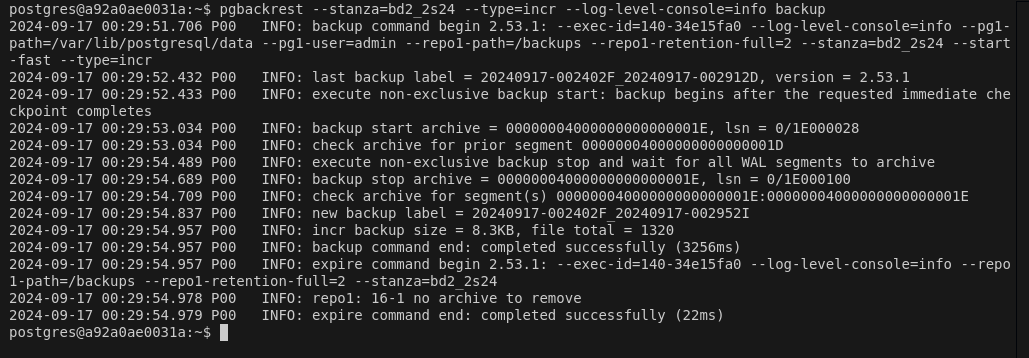 postgres@a92a0ae0031a:~$ pgbackrest --stanza=bd2_2s24 --type=incr --log-level-console=info backup
2024-09-17 00:29:51.706 P00   INFO: backup command begin 2.53.1: --exec-id=140-34e15fa0 --log-level-console=info --pg1-
path=/var/lib/postgresql/data --pg1-user=admin --repo1-path=/backups --repo1-retention-full=2 --stanza=bd2_2s24 --start
-fast --type=incr
2024-09-17 00:29:52.432 P00   INFO: last backup label = 20240917-002402F_20240917-002912D, version = 2.53.1
2024-09-17 00:29:52.433 P00   INFO: execute non-exclusive backup start: backup begins after the requested immediate che
ckpoint completes
2024-09-17 00:29:53.034 P00   INFO: backup start archive = 00000004000000000000001E, lsn = 0/1E000028
2024-09-17 00:29:53.034 P00   INFO: check archive for prior segment 00000004000000000000001D
2024-09-17 00:29:54.489 P00   INFO: execute non-exclusive backup stop and wait for all WAL segments to archive
2024-09-17 00:29:54.689 P00   INFO: backup stop archive = 00000004000000000000001E, lsn = 0/1E000100
2024-09-17 00:29:54.709 P00   INFO: check archive for segment(s) 00000004000000000000001E:00000004000000000000001E
2024-09-17 00:29:54.837 P00   INFO: new backup label = 20240917-002402F_20240917-002952I
2024-09-17 00:29:54.957 P00   INFO: incr backup size = 8.3KB, file total = 1320
2024-09-17 00:29:54.957 P00   INFO: backup command end: completed successfully (3256ms)
2024-09-17 00:29:54.957 P00   INFO: expire command begin 2.53.1: --exec-id=140-34e15fa0 --log-level-console=info --repo
1-path=/backups --repo1-retention-full=2 --stanza=bd2_2s24
2024-09-17 00:29:54.978 P00   INFO: repo1: 16-1 no archive to remove
2024-09-17 00:29:54.979 P00   INFO: expire command end: completed successfully (22ms)
postgres@a92a0ae0031a:~$